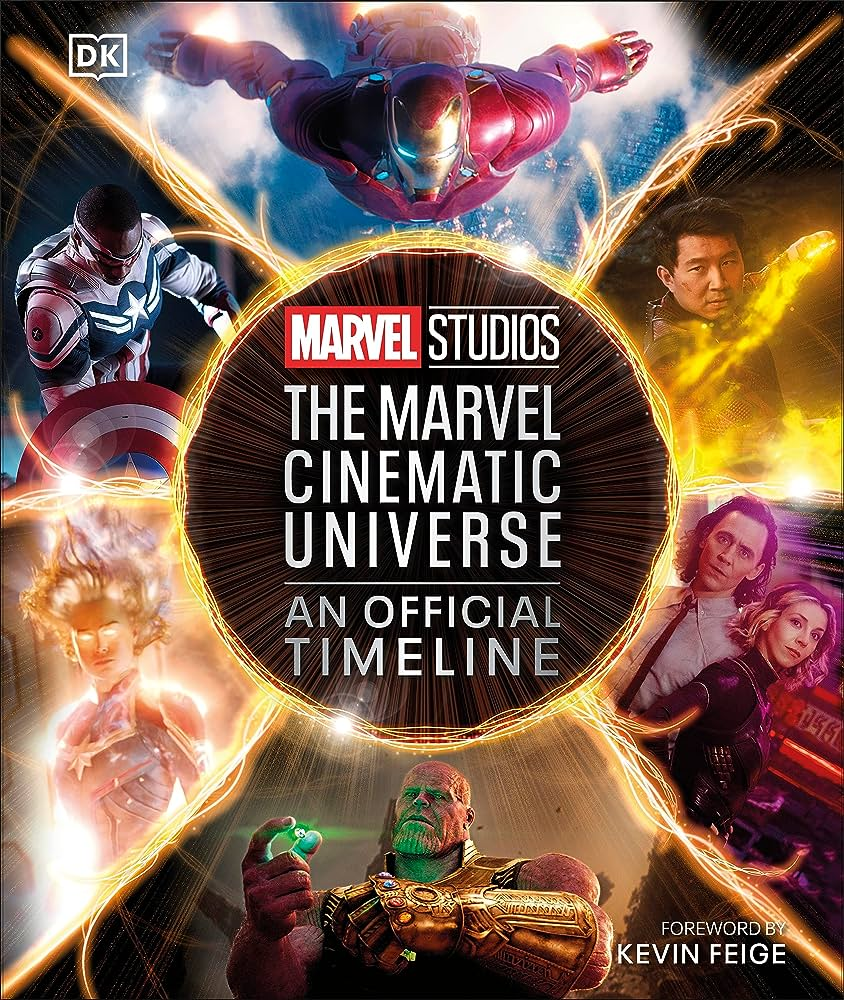 DK
MARVEL STUDIOS
THE MARVEL
CINEMATIC
UNIVERSE
AN OFFICIAL
TIMELINE
FOREWORD BY
KEVIN FEIGE